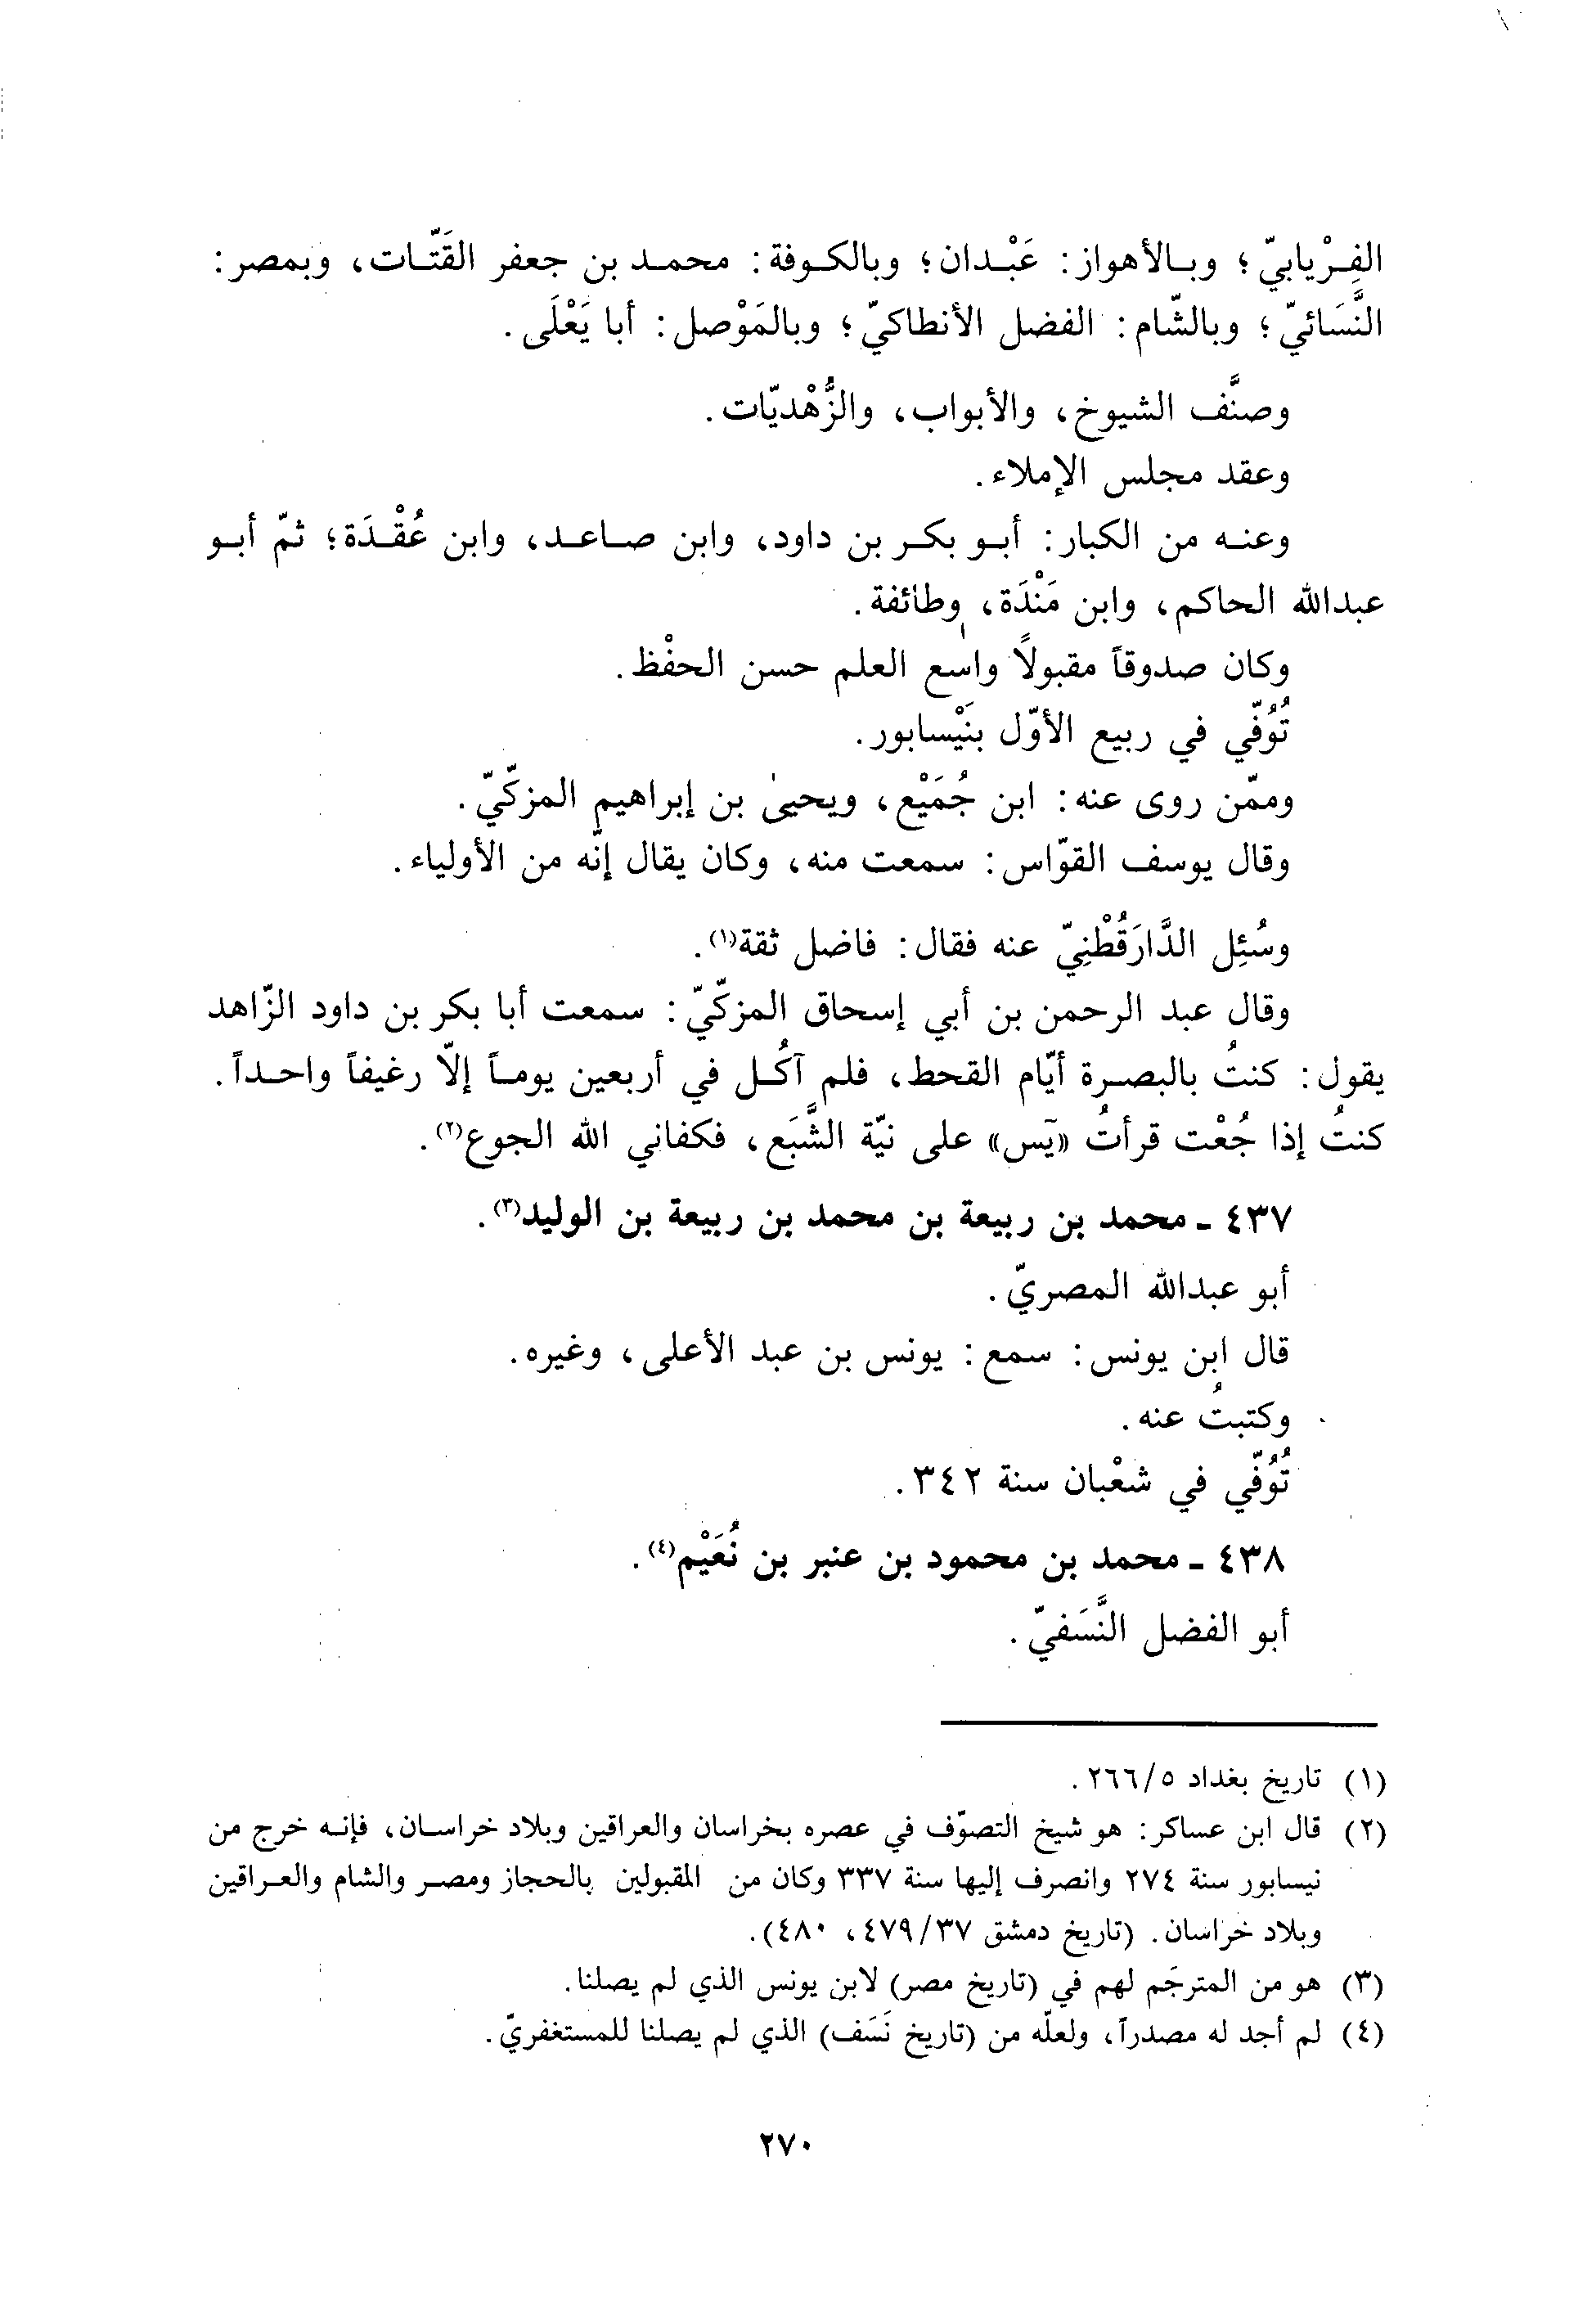 الفِرْيابيّ؛ وبالأهواز: عَبْدان؛ وبالكوفة: محمد بن جعفر القَتّات، وبمصر:
النَّسَائيّ؛ وبالشّام: الفضل الأنطاكيّ؛ وبالمَوْصل: أبا يَعْلَى.
وصنَّف الشيوخ، والأبواب، والزُّهْديّات.
وعقد مجلس الإملاء.
وعنه من الكبار: أبو بكر بن داود، وابن صاعد، وابن عُقْدَة؛ ثمّ أبو
عبدالله الحاكم، وابن مَنْدَة، وطائفة.
وكان صدوقاً مقبولاً واسع العلم حسن الحفْظ.
تُوُفّي في ربيع الأوّل بنَيْسابور.
وممّن روى عنه: ابن جُمَيْع، ويحيىٰ بن إبراهيم المزكّيّ.
وقال يوسف القوّاس: سمعت منه، وكان يقال إنّه من الأولياء.
وسُئِل الدَّارَقُطْنِيّ عنه فقال: فاضل ثقة(١).
وقال عبد الرحمن بن أبي إسحاق المزكّيّ: سمعت أبا بكر بن داود الزّاهد
يقول: كنتُ بالبصرة أيّام القحط، فلم آكُل في أربعين يوماً إلاّ رغيفاً واحداً.
كنتُ إذا جُعْت قرأتُ «يَس» على نيّة الشَّبَع، فكفاني الله الجوع(٢).
٤٣٧ ـ محمد بن ربيعة بن محمد بن ربيعة بن الوليد(٣).
أبو عبدالله المصريّ.
قال ابن يونس: سمع: يونس بن عبد الأعلى، وغيره.
وكتبتُ عنه.
تُوُفّي في شعْبان سنة ٣٤٢.
٤٣٨ ـ محمد بن محمود بن عنبر بن نُعَيْم(٤).
أبو الفضل النَّسَفيّ.
(١) تاريخ بغداد ٢٦٦/٥.
(٢) قال ابن عساكر: هو شيخ التصوّف في عصره بخراسان والعراقين وبلاد خراسان، فإنه خرج من
نيسابور سنة ٢٧٤ وانصرف إليها سنة ٣٣٧ وكان من المقبولين بالحجاز ومصر والشام والعراقين
وبلاد خراسان. (تاريخ دمشق ٤٧٩/٣٧، ٤٨٠).
(٣) هو من المترجَم لهم في (تاريخ مصر) لابن يونس الذي لم يصلنا.
(٤) لم أجد له مصدراً، ولعلّه من (تاريخ نَسَف) الذي لم يصلنا للمستغفريّ.
٢٧٠